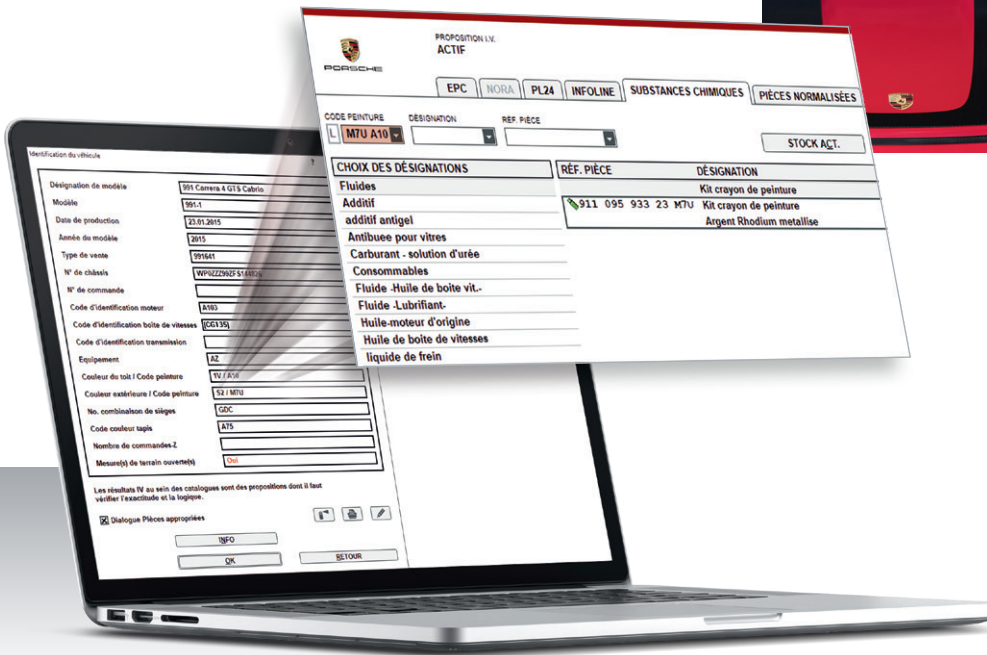 PORSCHE
PROPOSITION I.V.
ACTIF
EPC NORA PL24 INFOLINE SUBSTANCES CHIMIQUES PIÈCES NORMALISÉES
CODE PEINTURE DÉSIGNATION REF. PIÈCE
L M7U A10
STOCK ACT.
CHOIX DES DÉSIGNATIONS
Fluides
Additif
additif antigel
Antibuee pour vitres
Carburant - solution d'urée
Consommables
Fluide -Huile de boite vit.-
Fluide -Lubrifiant-
Huile-moteur d'origine
Huile de boite de vitesses
liquide de frein
RÉF. PIÈCE DÉSIGNATION
Kit crayon de peinture
911 095 933 23 M7U Kit crayon de peinture
Argent Rhodium metallise
Identification du véhicule ?
Désignation de modèle 991 Carrera 4 GTS Cabrio
Modèle 991-1
Date de production 23.01.2015
Année du modèle 2015
Type de vente 991641
N° de châssis
N° de commande
Code d'identification moteur A103
Code d'identification boîte de vitesses (CG135)
Code d'identification transmission
Equipement AZ
Couleur du toit / Code peinture 1V / A10
Couleur extérieure / Code peinture S2 / M7U
No. combinaison de sièges GDC
Code couleur tapis A75
Nombre de commandes-Z
Mesure(s) de terrain ouverte(s) Oui
Les résultats IV au sein des catalogues sont des propositions dont il faut
vérifier l'exactitude et la logique.
Dialogue Pièces appropriées
INFO
OK
RETOUR